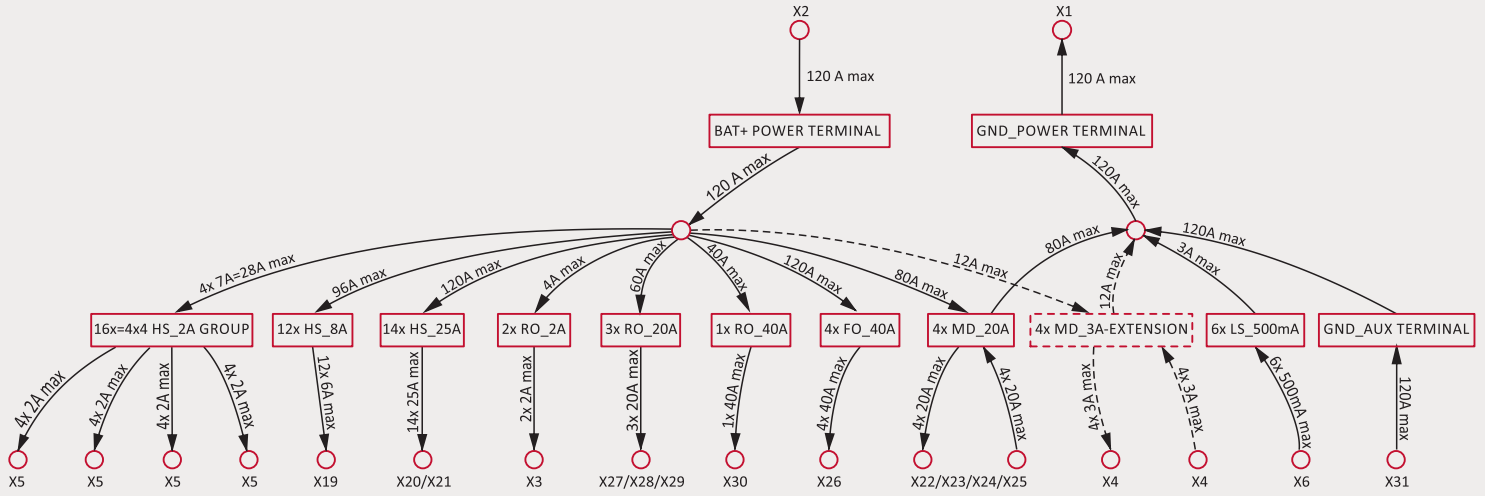 X2
X1
120 A max
120 A max
BAT+ POWER TERMINAL
GND_POWER TERMINAL
120 A max
120A max
4x 7A=28A max
96A max
120A max
4A max
60A max
40A max
120A max
80A max
12A max
80A max
12A max
3A max
120A max
16x=4x4 HS_2A GROUP
12x HS_8A
14x HS_25A
2x RO_2A
3x RO_20A
1x RO_40A
4x FO_40A
4x MD_20A
4x MD_3A-EXTENSION
6x LS_500mA
GND_AUX TERMINAL
4x 2A max
4x 2A max
4x 2A max
4x 2A max
12x 6A max
14x 25A max
2x 2A max
3x 20A max
1x 40A max
4x 40A max
4x 20A max
4x 20A max
4x 3A max
4x 3A max
6x 500mA max
120A max
X5
X5
X5
X5
X19
X20/X21
X3
X27/X28/X29
X30
X26
X22/X23/X24/X25
X4
X4
X6
X31